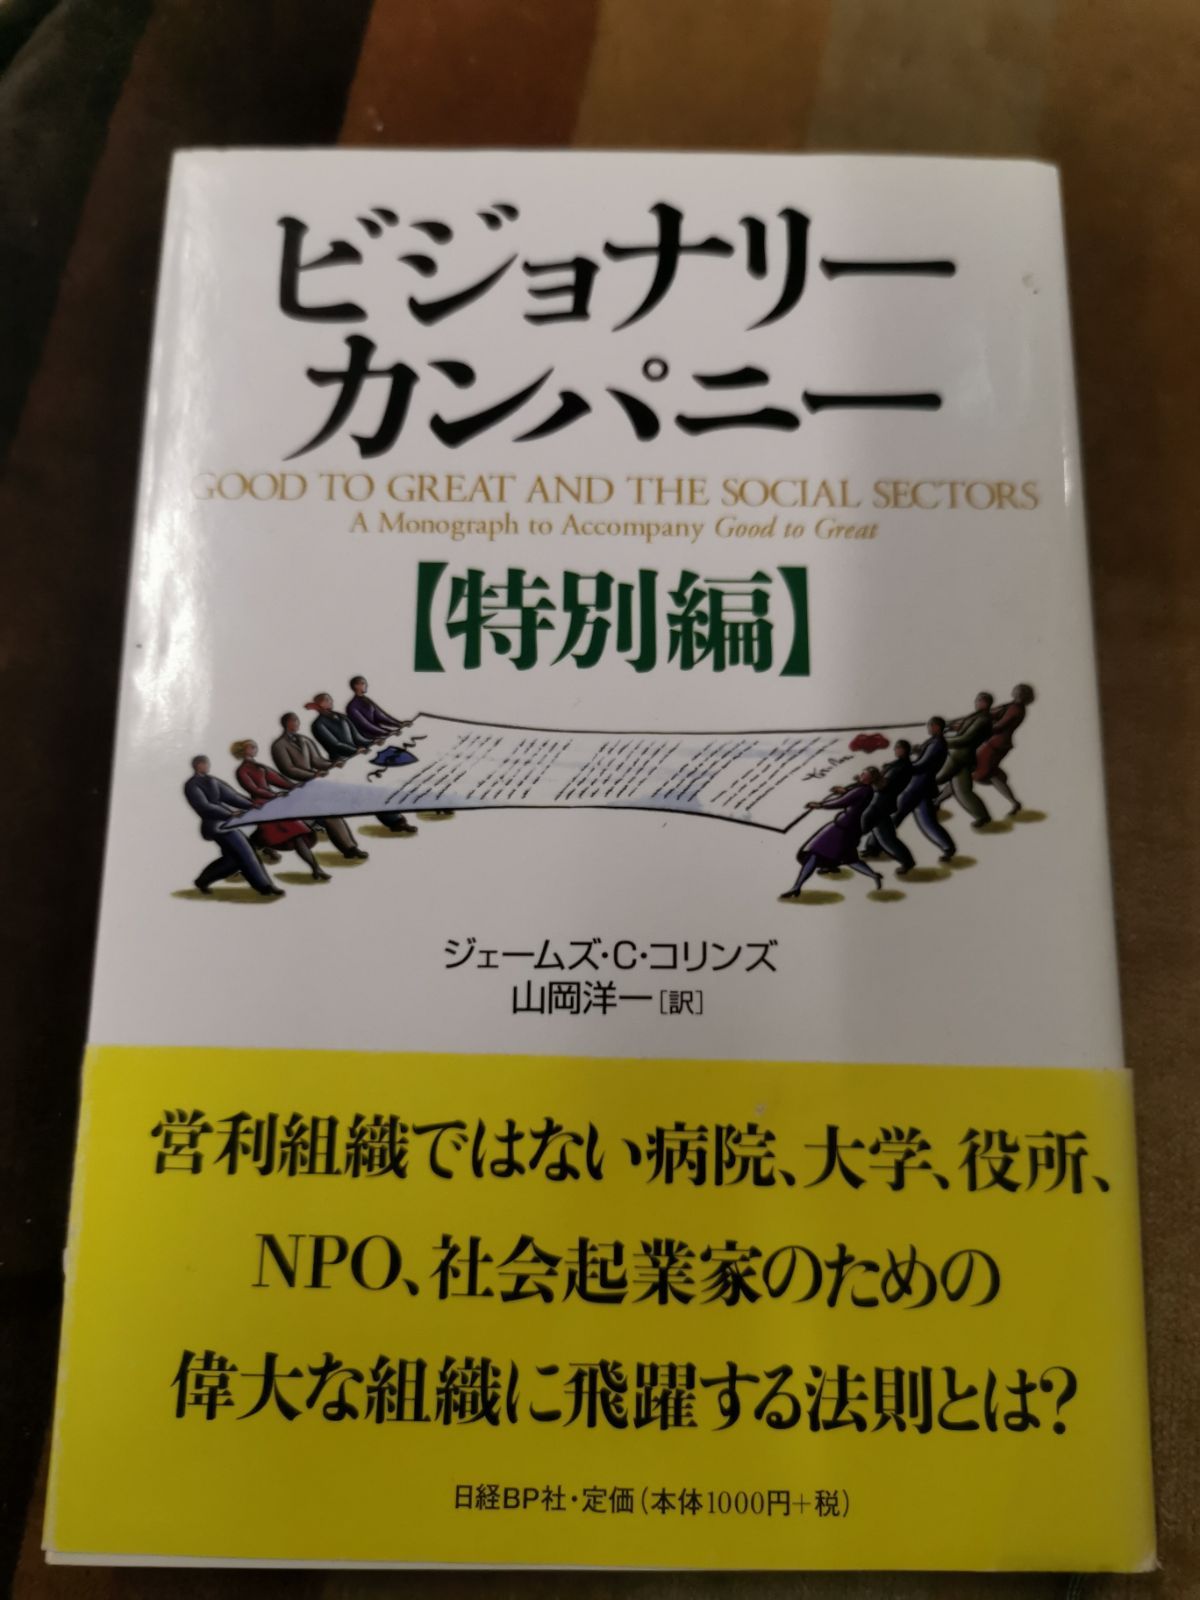 ビジョナリー
カンパニー
GOOD TO GREAT AND THE SOCIAL SECTORS
A Monograph to Accompany Good to Great
【特別編】
ジェームズ・C・コリンズ
山岡洋一[訳]
営利組織ではない病院、大学、役所、
NPO、社会起業家のための
偉大な組織に飛躍する法則とは?
日経BP社・定価(本体1000円+税)